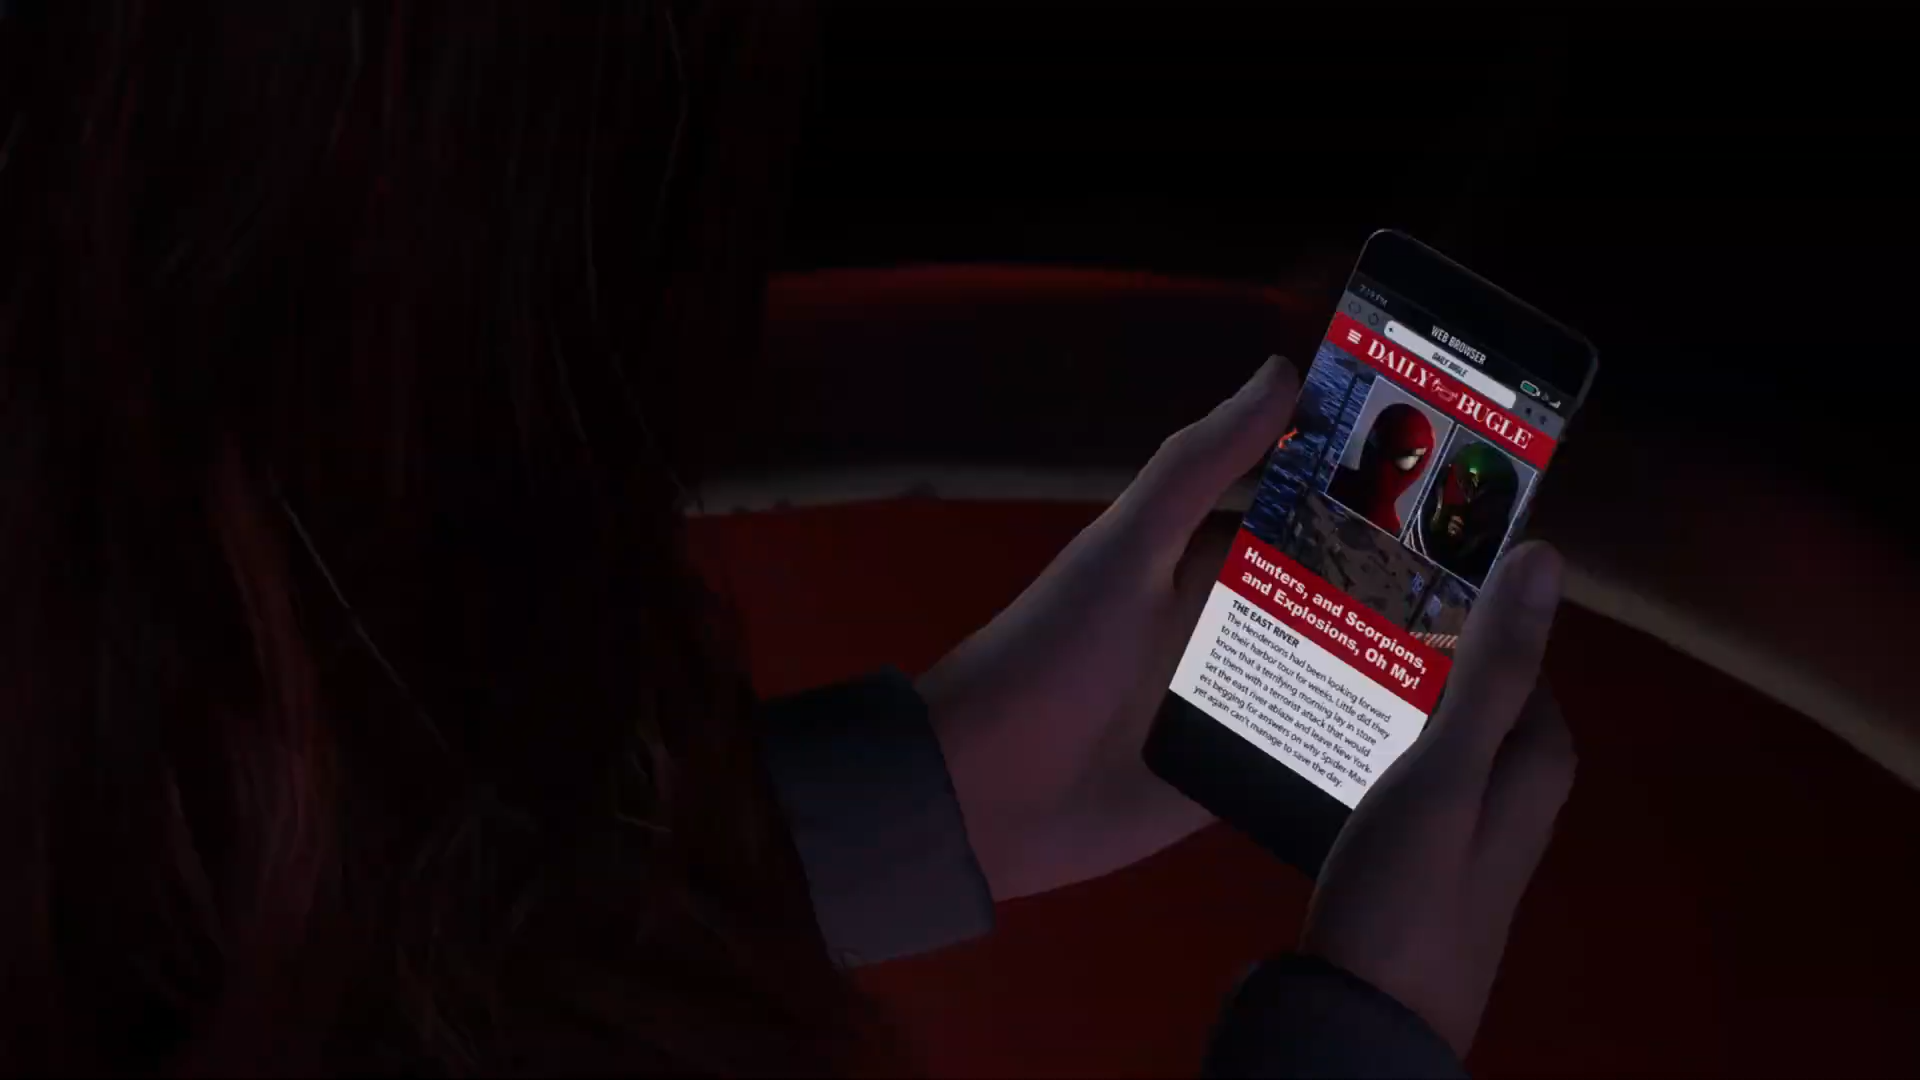 WEB BROWSER
DAILY BUGLE
DAILY BUGLE
Hunters, and Scorpions,
and Explosions, Oh My!
THE EAST RIVER
The Hendersons had been looking forward
to their harbor tour for weeks. Little did they
know that a terrifying morning lay in store
for them with a terrorist attack that would
set the east river ablaze and leave New York-
ers begging for answers on why Spider-Man
yet again can't manage to save the day.